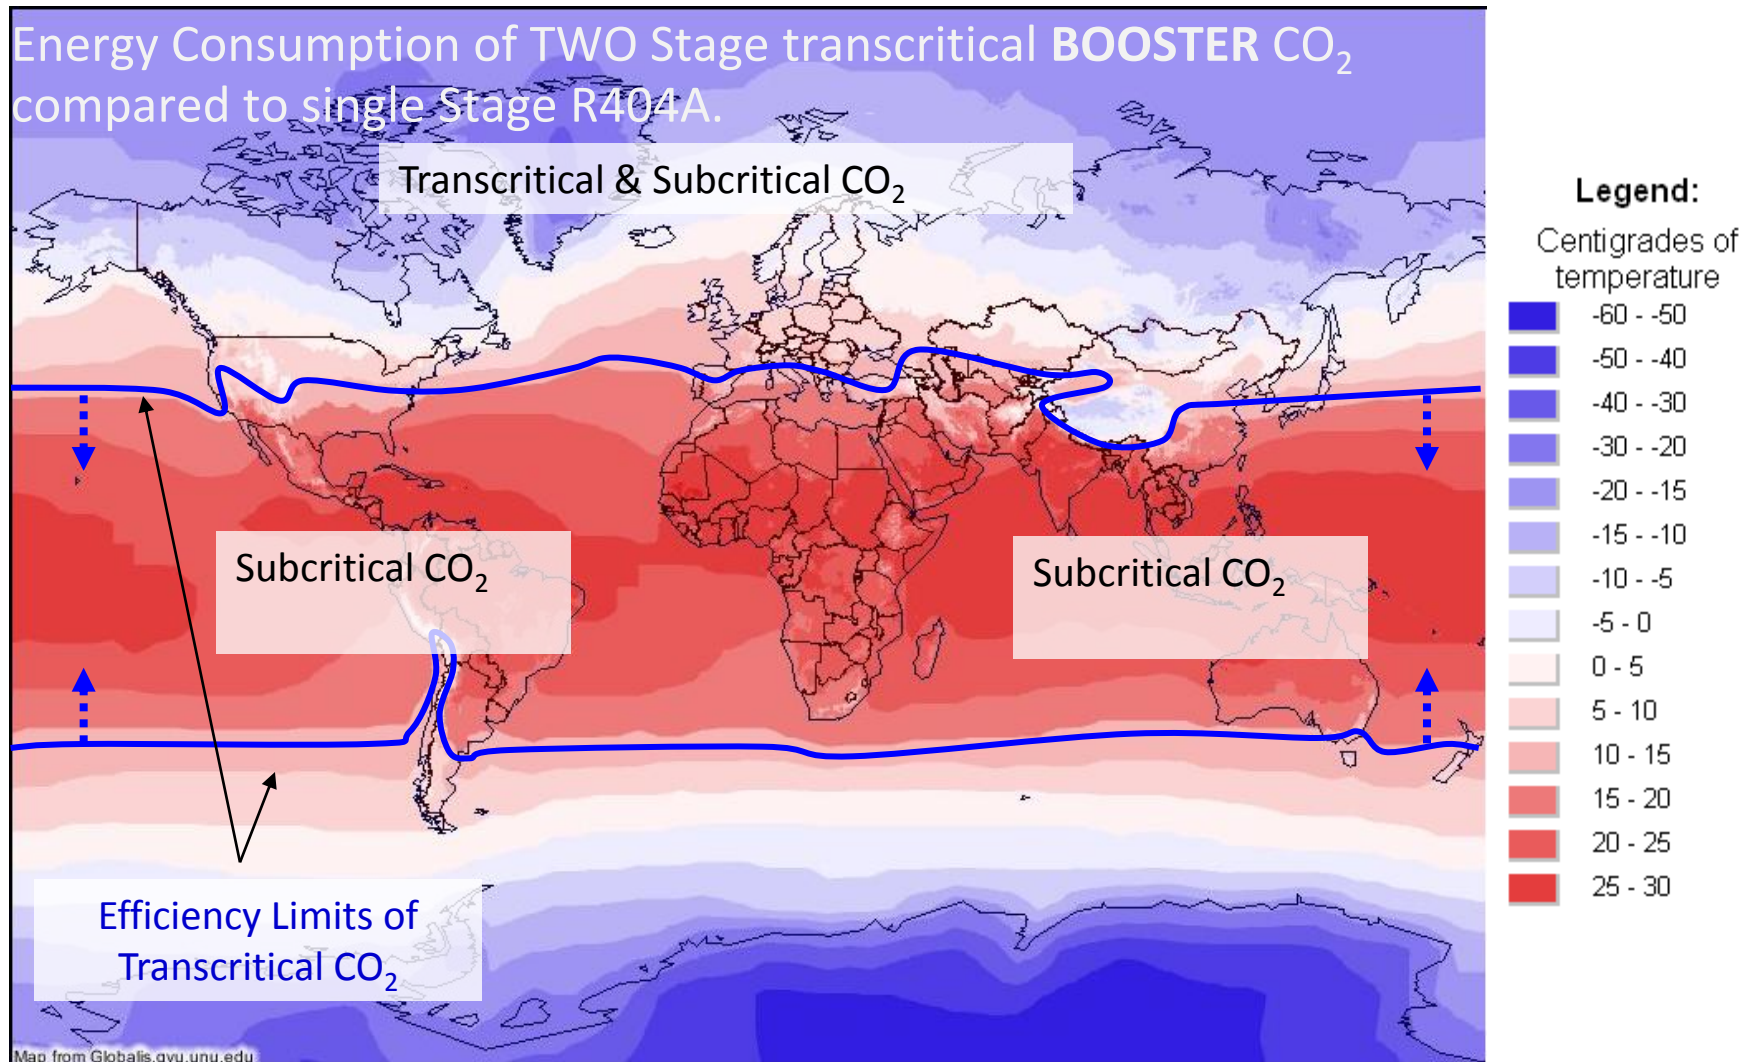 Energy Consumption of TWO Stage transcritical BOOSTER CO₂
compared to single Stage R404A.
Transcritical & Subcritical CO₂
Subcritical CO₂
Subcritical CO₂
Efficiency Limits of
Transcritical CO₂
Map from Globalis.gvu.unu.edu
Legend:
Centigrades of
temperature
-60 - -50
-50 - -40
-40 - -30
-30 - -20
-20 - -15
-15 - -10
-10 - -5
-5 - 0
0 - 5
5 - 10
10 - 15
15 - 20
20 - 25
25 - 30